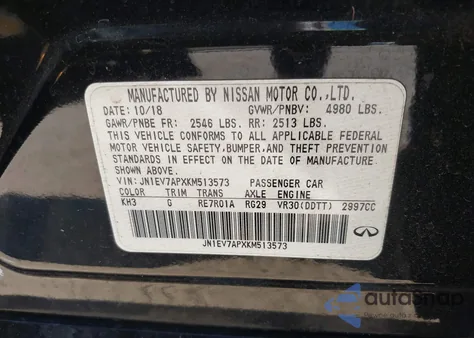 MANUFACTURED BY NISSAN MOTOR CO.,LTD.
DATE: 10/18 GVWR/PNBV: 4980 LBS.
GAWR/PNBE FR: 2546 LBS. RR: 2513 LBS.
THIS VEHICLE CONFORMS TO ALL APPLICABLE FEDERAL
MOTOR VEHICLE SAFETY,BUMPER,AND THEFT PREVENTION
STANDARDS IN EFFECT ON THE DATE OF MANUFACTURE
SHOWN ABOVE.
VIN: JN1EV7APXKM513573 PASSENGER CAR
COLOR TRIM TRANS AXLE ENGINE
KH3 G RE7R01A RG29 VR30(DDTT) 2997CC
JN1EV7APXKM513573
autosnap